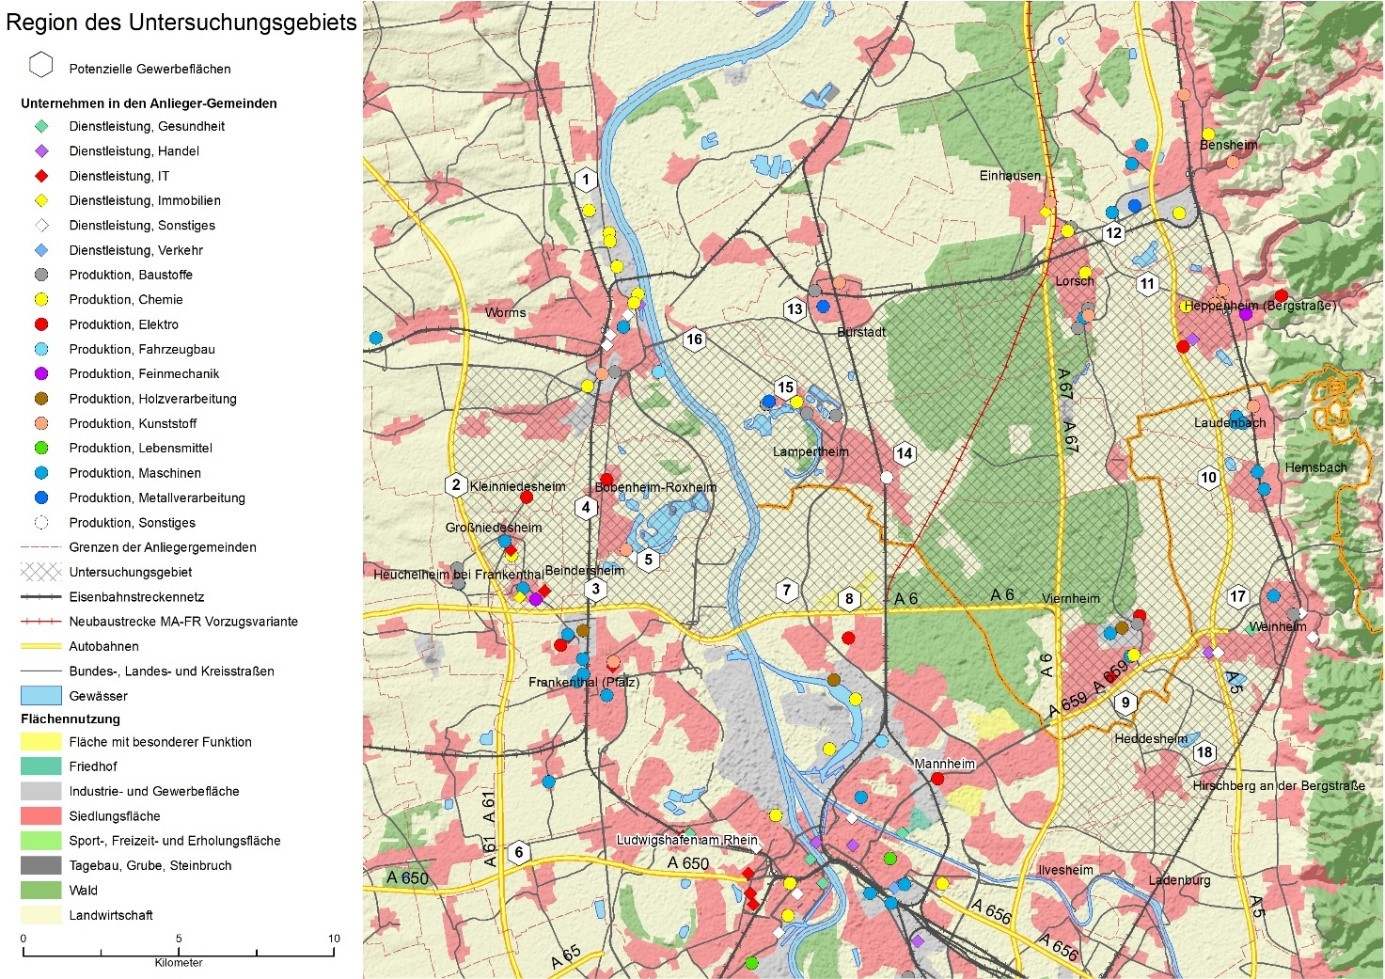 Region des Untersuchungsgebiets
Potenzielle Gewerbeflächen
Unternehmen in den Anlieger-Gemeinden
Dienstleistung, Gesundheit
Dienstleistung, Handel
Dienstleistung, IT
Dienstleistung, Immobilien
Dienstleistung, Sonstiges
Dienstleistung, Verkehr
Produktion, Baustoffe
Produktion, Chemie
Produktion, Elektro
Produktion, Fahrzeugbau
Produktion, Feinmechanik
Produktion, Holzverarbeitung
Produktion, Kunststoff
Produktion, Lebensmittel
Produktion, Maschinen
Produktion, Metallverarbeitung
Produktion, Sonstiges
Grenzen der Anliegergemeinden
Untersuchungsgebiet
Eisenbahnstreckennetz
Neubaustrecke MA-FR Vorzugsvariante
Autobahnen
Bundes-, Landes- und Kreisstraßen
Gewässer
Flächennutzung
Fläche mit besonderer Funktion
Friedhof
Industrie- und Gewerbefläche
Siedlungsfläche
Sport-, Freizeit- und Erholungsfläche
Tagebau, Grube, Steinbruch
Wald
Landwirtschaft
0 5 10
Kilometer
Bensheim
Einhausen
1
12
Lorsch
11
Heppenheim (Bergstraße)
Worms
13
Bürstadt
16
15
A 67
A 67
Laudenbach
Lampertheim
14
Hemsbach
10
2
Kleinniedesheim
Bobenheim-Roxheim
4
Großniedesheim
5
Heuchelheim bei Frankenthal
Beindersheim
3
7
8
A 6
A 6
Viernheim
17
Weinheim
A 6
A 659
A 659
A 5
9
Frankenthal (Pfalz)
Heddesheim
18
Mannheim
Hirschberg an der Bergstraße
A 61
A 61
6
Ludwigshafen am Rhein
A 650
A 650
Ilvesheim
Ladenburg
A 656
A 656
A 5
A 65